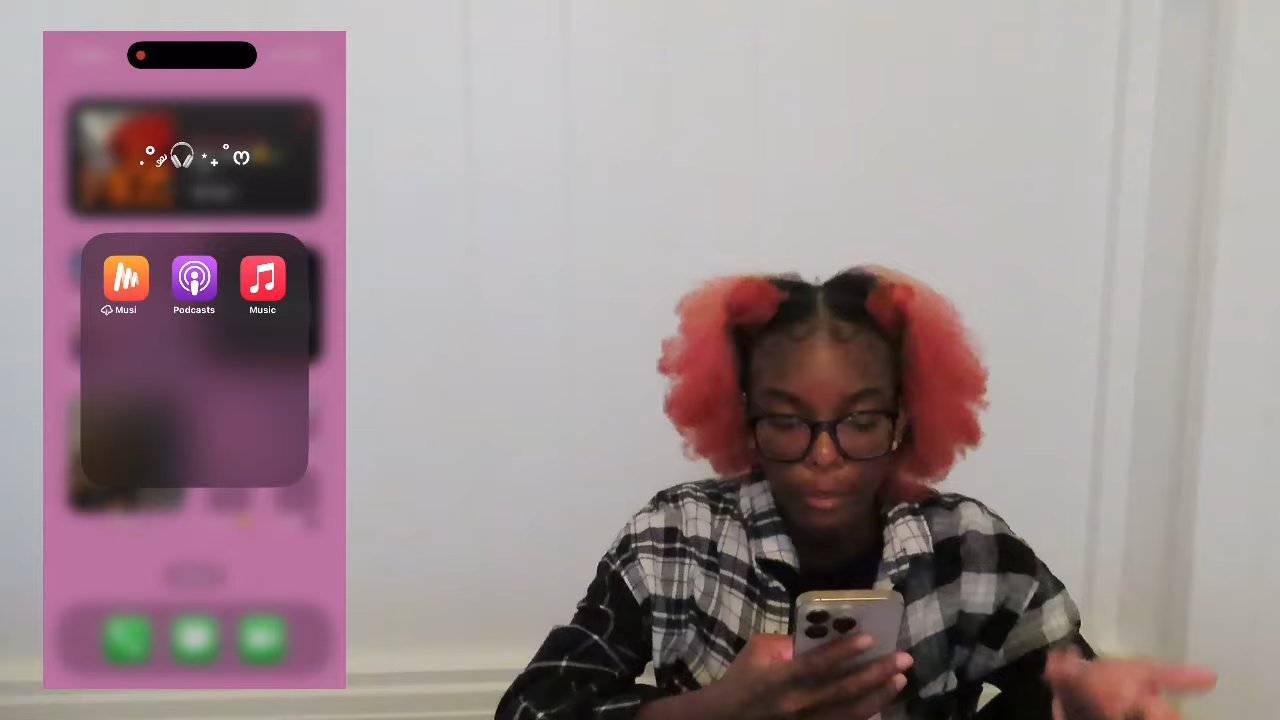 .°ೃ🎧⋆₊˚ෆ
Musi
Podcasts
Music